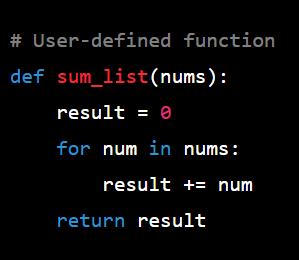 # User-defined function
def sum_list(nums):
    result = 0
    for num in nums:
        result += num
    return result